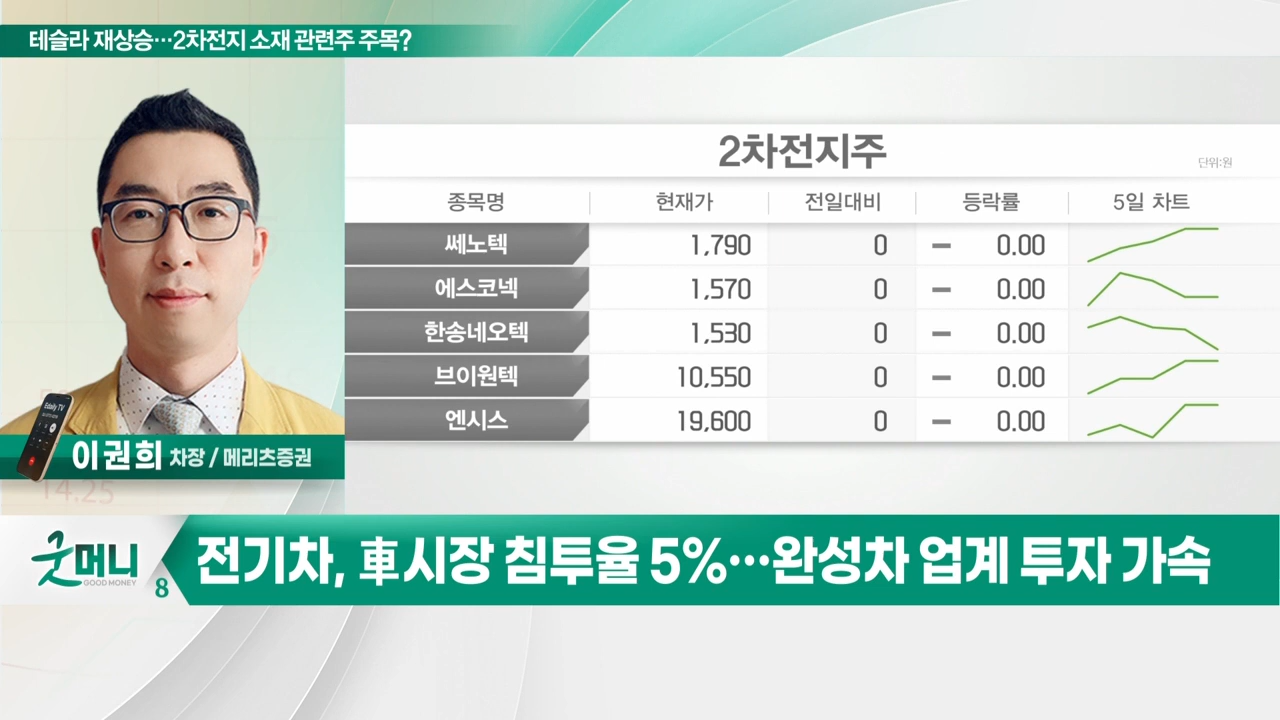 테슬라 재상승…2차전지 소재 관련주 주목?
2차전지주
단위:원
종목명 현재가 전일대비 등락률 5일 차트
쎄노텍 1,790 0 - 0.00
에스코넥 1,570 0 - 0.00
한송네오텍 1,530 0 - 0.00
브이원텍 10,550 0 - 0.00
엔시스 19,600 0 - 0.00
Edaily TV
이권희 차장 / 메리츠증권
14.25
굿머니
GOOD MONEY
8
전기차, 車 시장 침투율 5%…완성차 업계 투자 가속